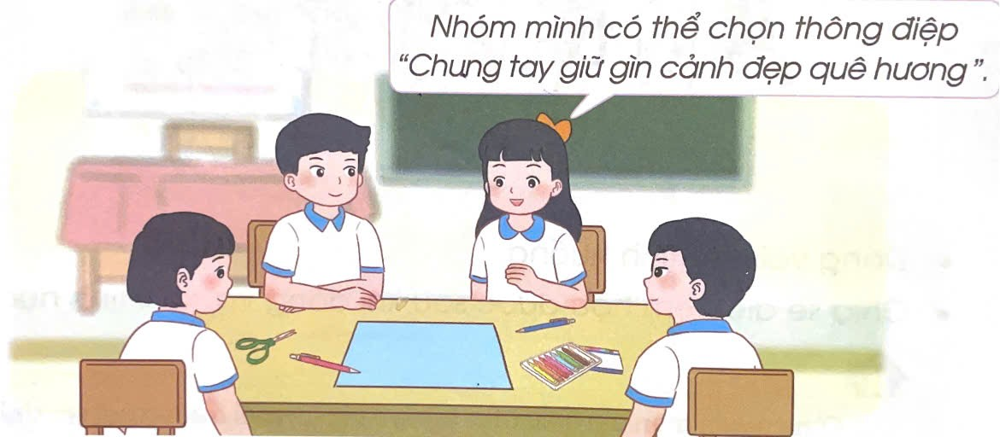 Nhóm mình có thể chọn thông điệp
“Chung tay giữ gìn cảnh đẹp quê hương”.